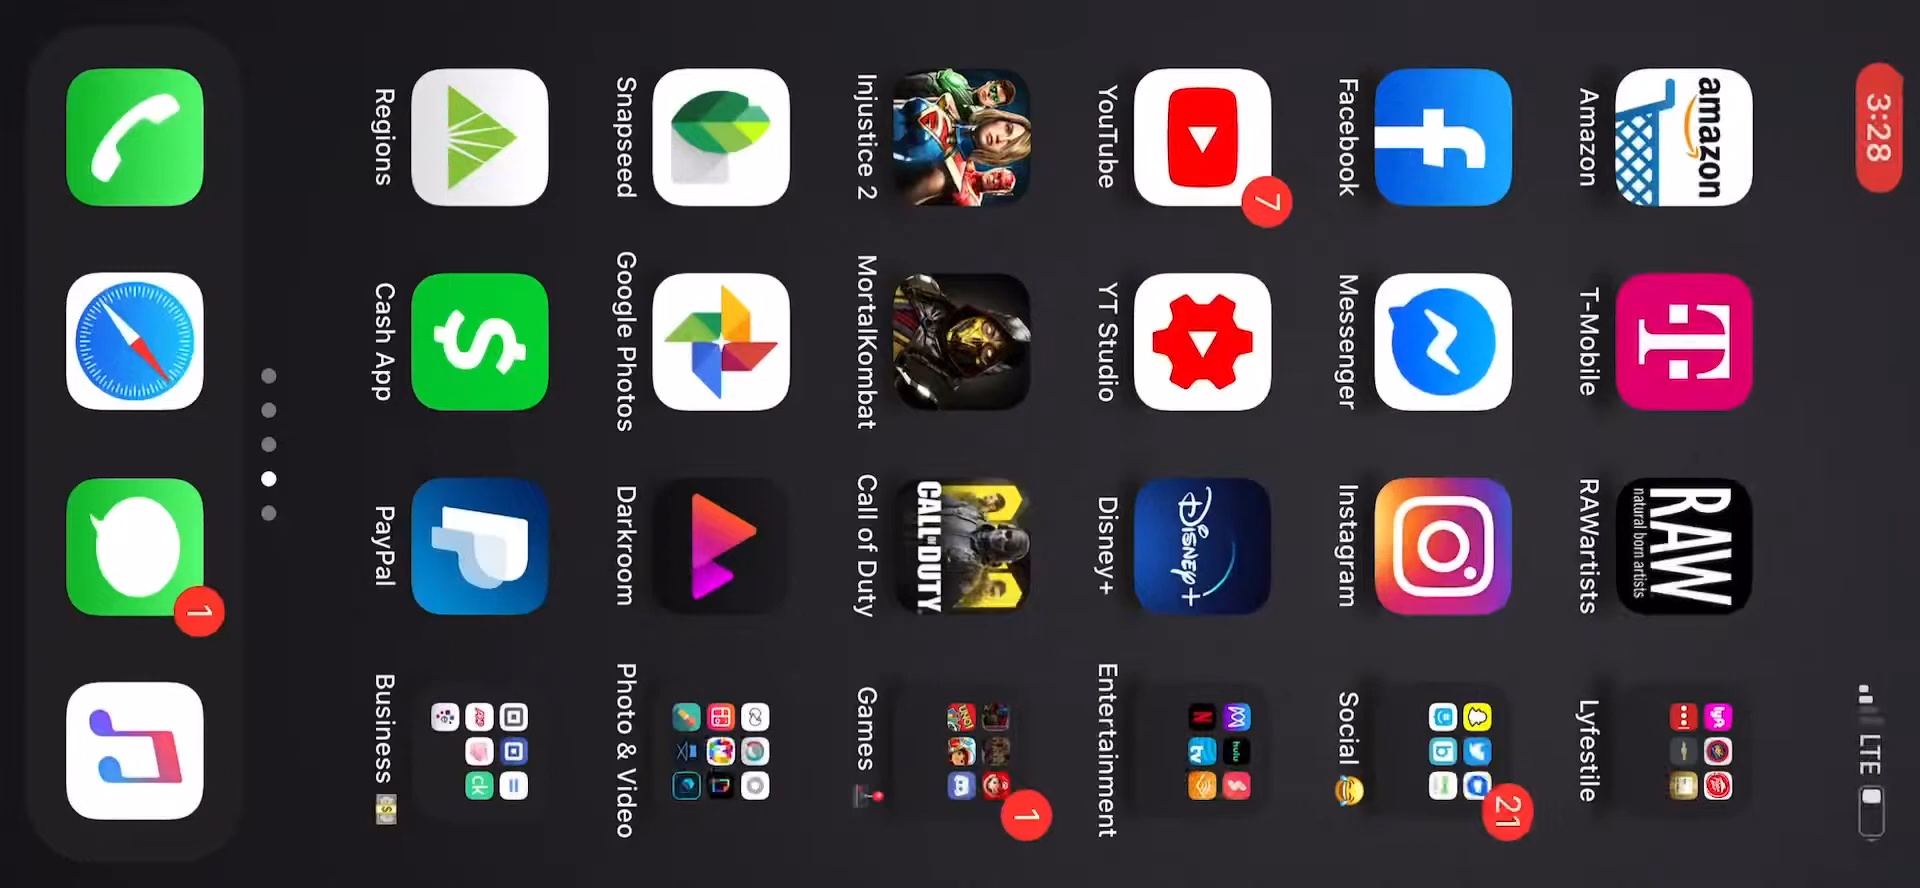 3:28
LTE
amazon
RAW
natural born artists
Amazon
T-Mobile
RAWartists
Lyfestile
21
Facebook
Messenger
Instagram
Social 😂
7
Disney+
YouTube
YT Studio
Disney+
Entertainment
1
CALL OF DUTY
Injustice 2
MortalKombat
Call of Duty
Games 🕹️
Snapseed
Google Photos
Darkroom
Photo & Video
Regions
Cash App
PayPal
Business 💵
1